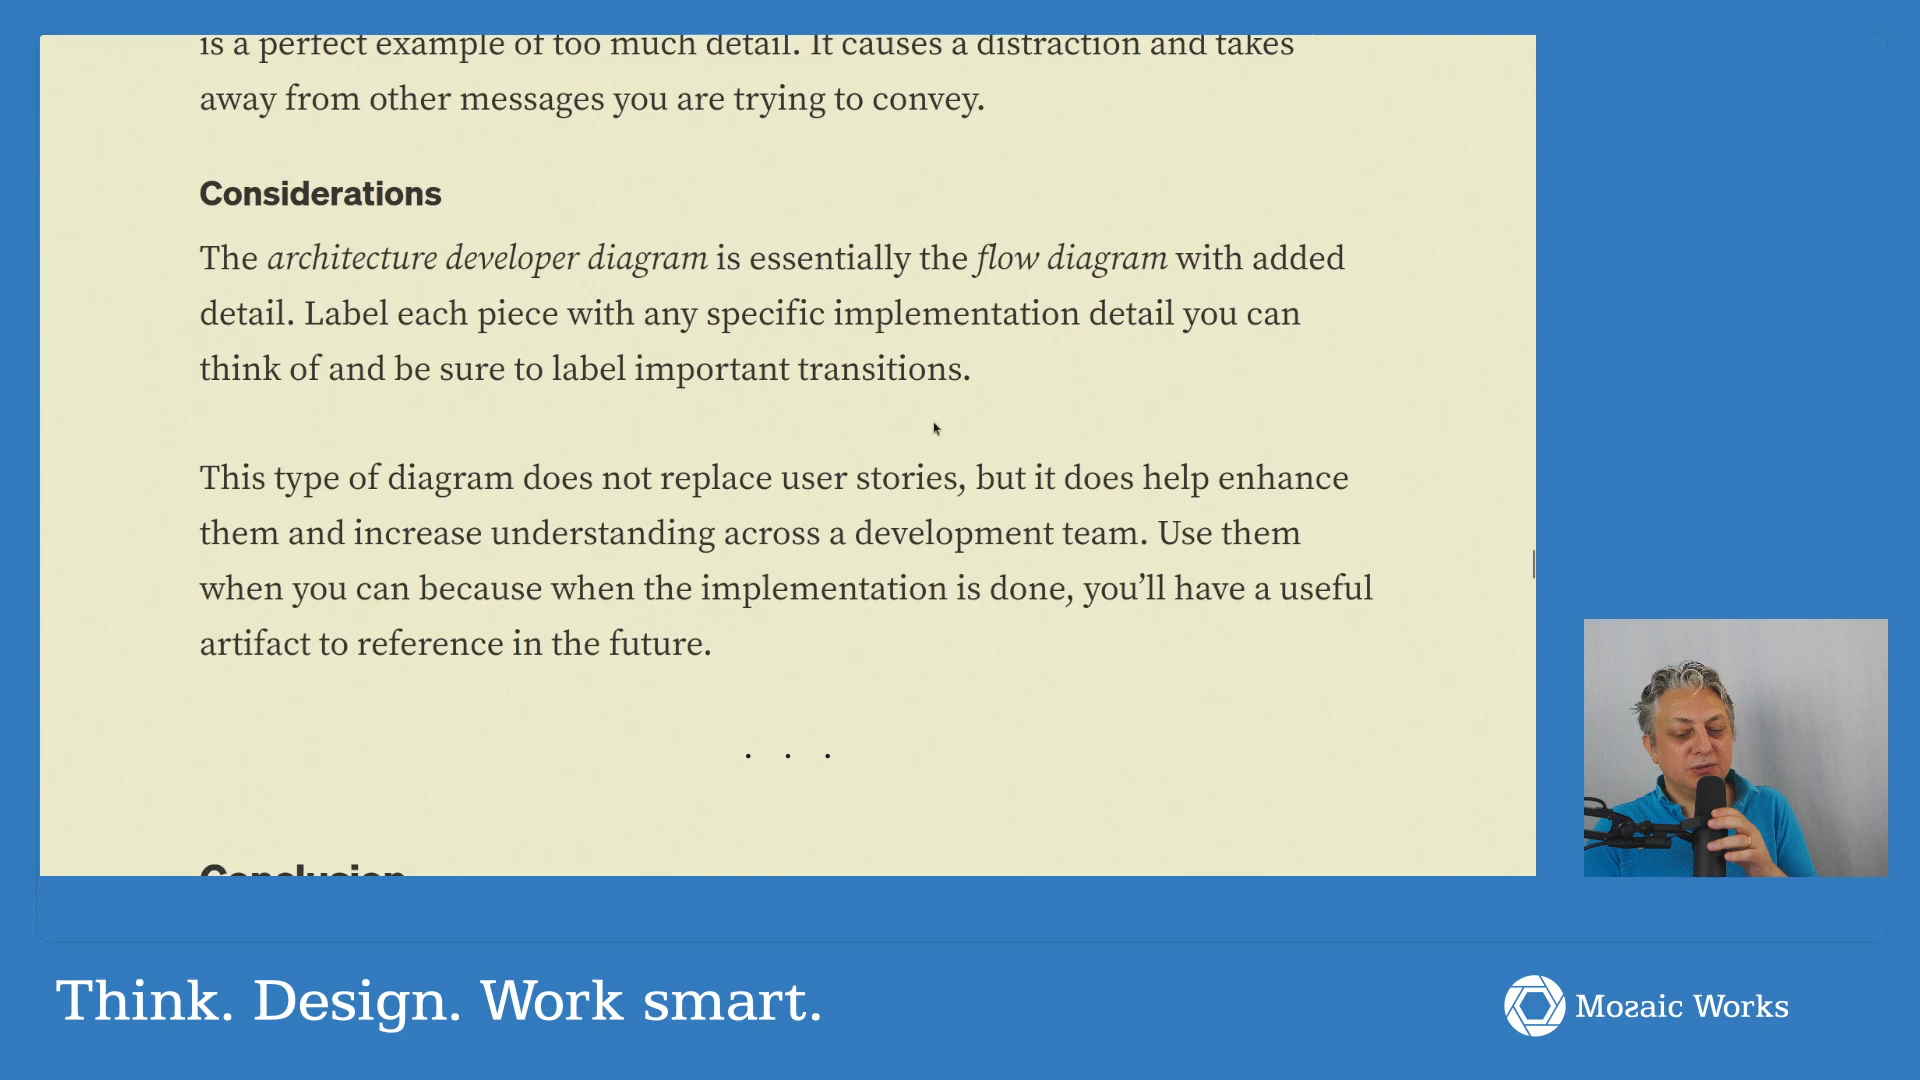 is a perfect example of too much detail. It causes a distraction and takes
away from other messages you are trying to convey.
Considerations
The architecture developer diagram is essentially the flow diagram with added
detail. Label each piece with any specific implementation detail you can
think of and be sure to label important transitions.
This type of diagram does not replace user stories, but it does help enhance
them and increase understanding across a development team. Use them
when you can because when the implementation is done, you’ll have a useful
artifact to reference in the future.
. . .
Conclusion
Think. Design. Work smart.
Mozaic Works